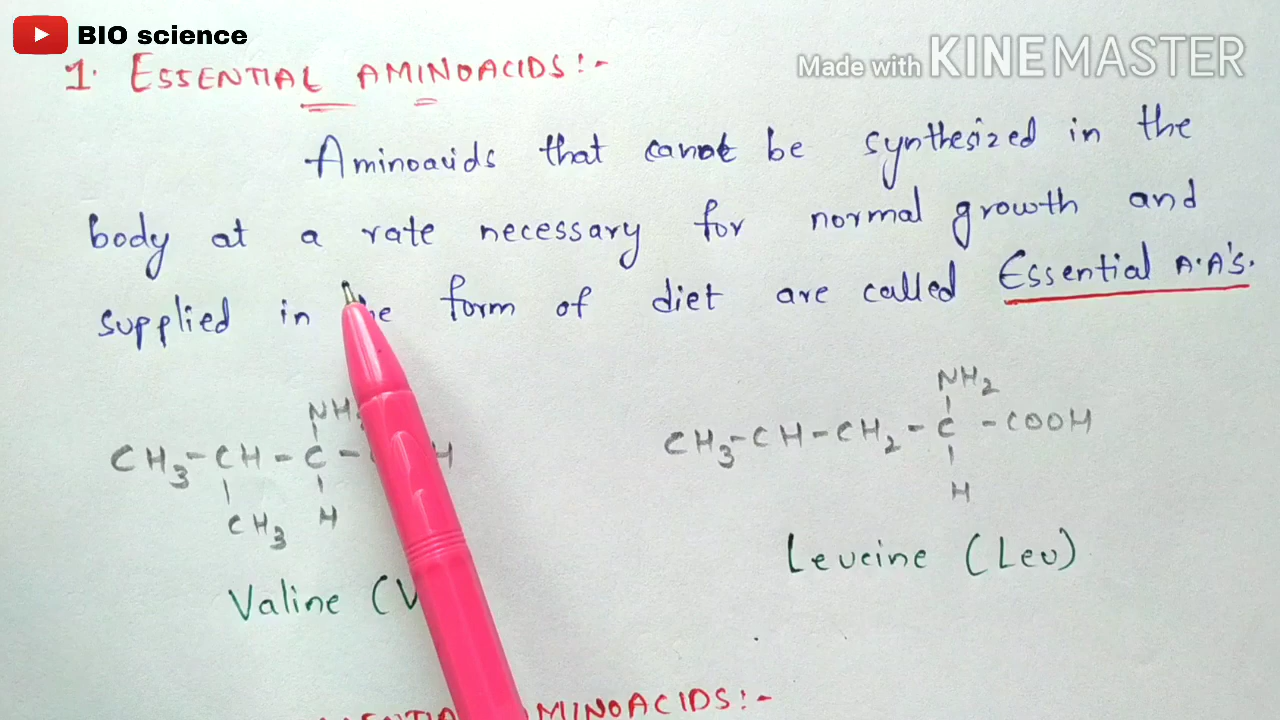 BIO science
Made with KINEMASTER
1. ESSENTIAL AMINOACIDS:-
Aminoacids that canot be synthesized in the
body at a rate necessary for normal growth and
supplied in the form of diet are called Essential A.A's.
NH
CH3-CH-C-
CH3 H
Valine (V
NH2
CH3-CH-CH2-C-COOH
H
Leucine (Leu)
AMINOACIDS:-